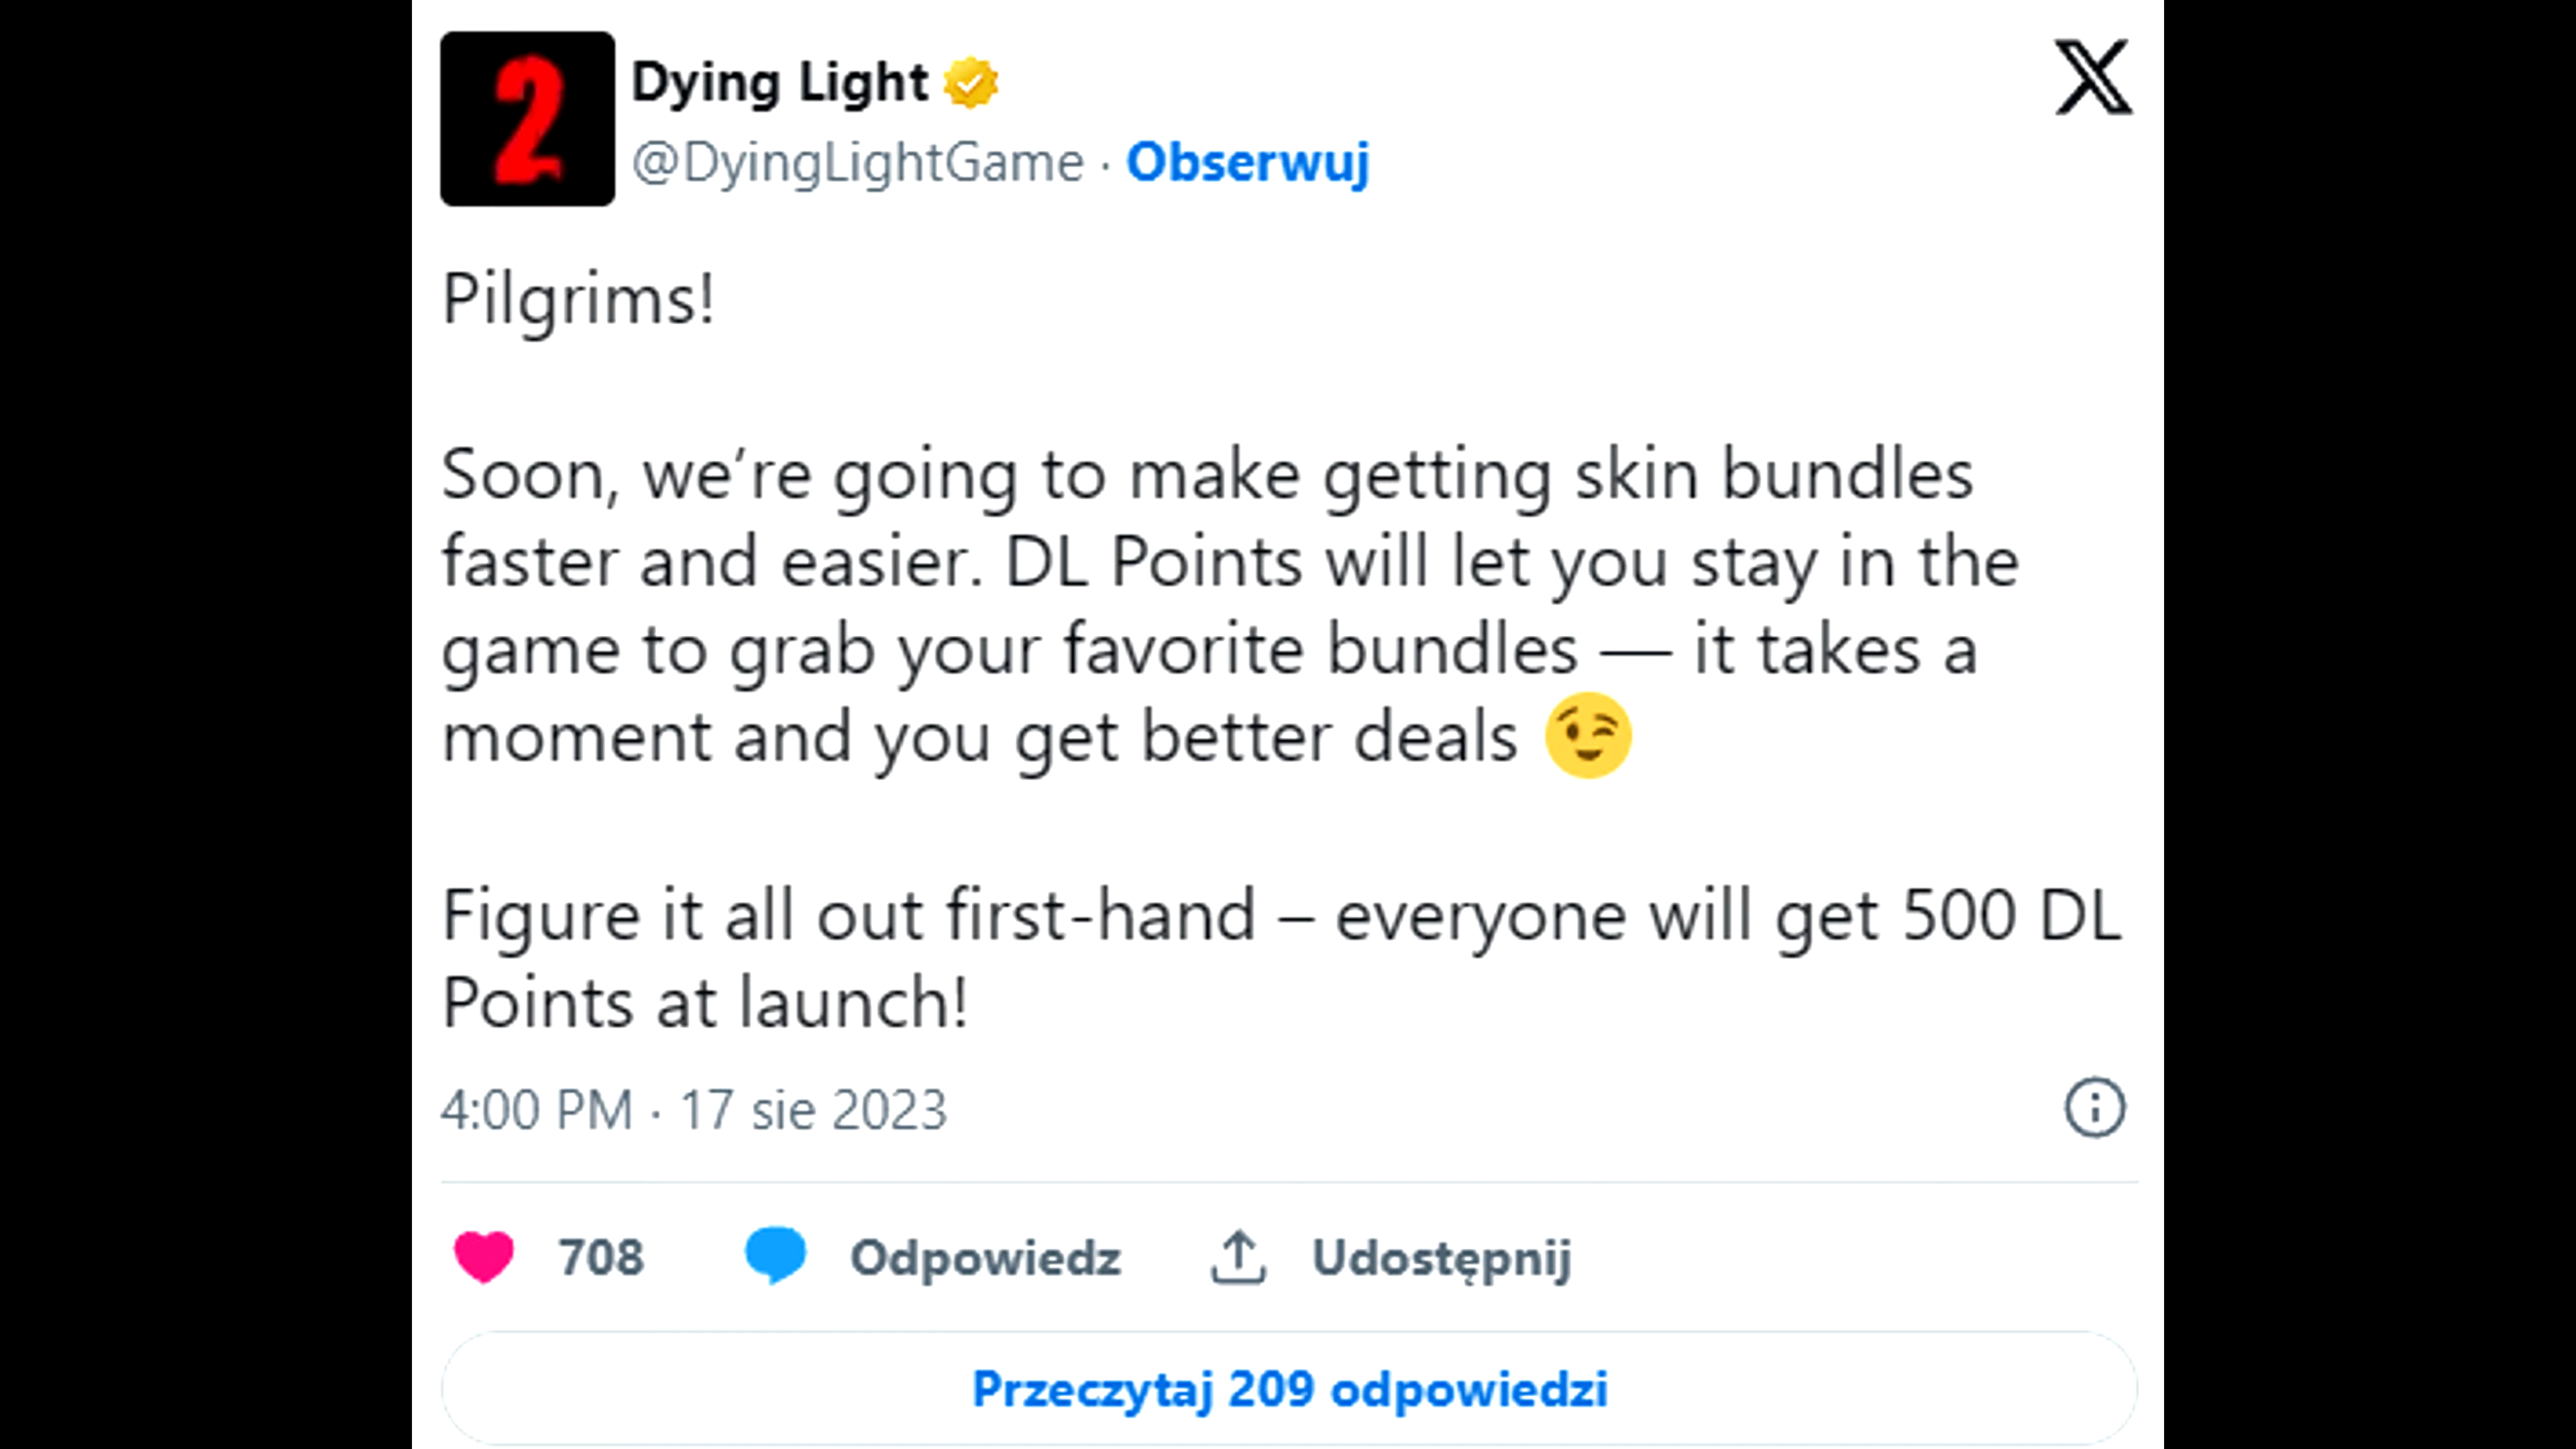 2
Dying Light
@DyingLightGame · Obserwuj
Pilgrims!
Soon, we’re going to make getting skin bundles
faster and easier. DL Points will let you stay in the
game to grab your favorite bundles — it takes a
moment and you get better deals 😉
Figure it all out first-hand – everyone will get 500 DL
Points at launch!
4:00 PM · 17 sie 2023
708 Odpowiedz Udostępnij
Przeczytaj 209 odpowiedzi